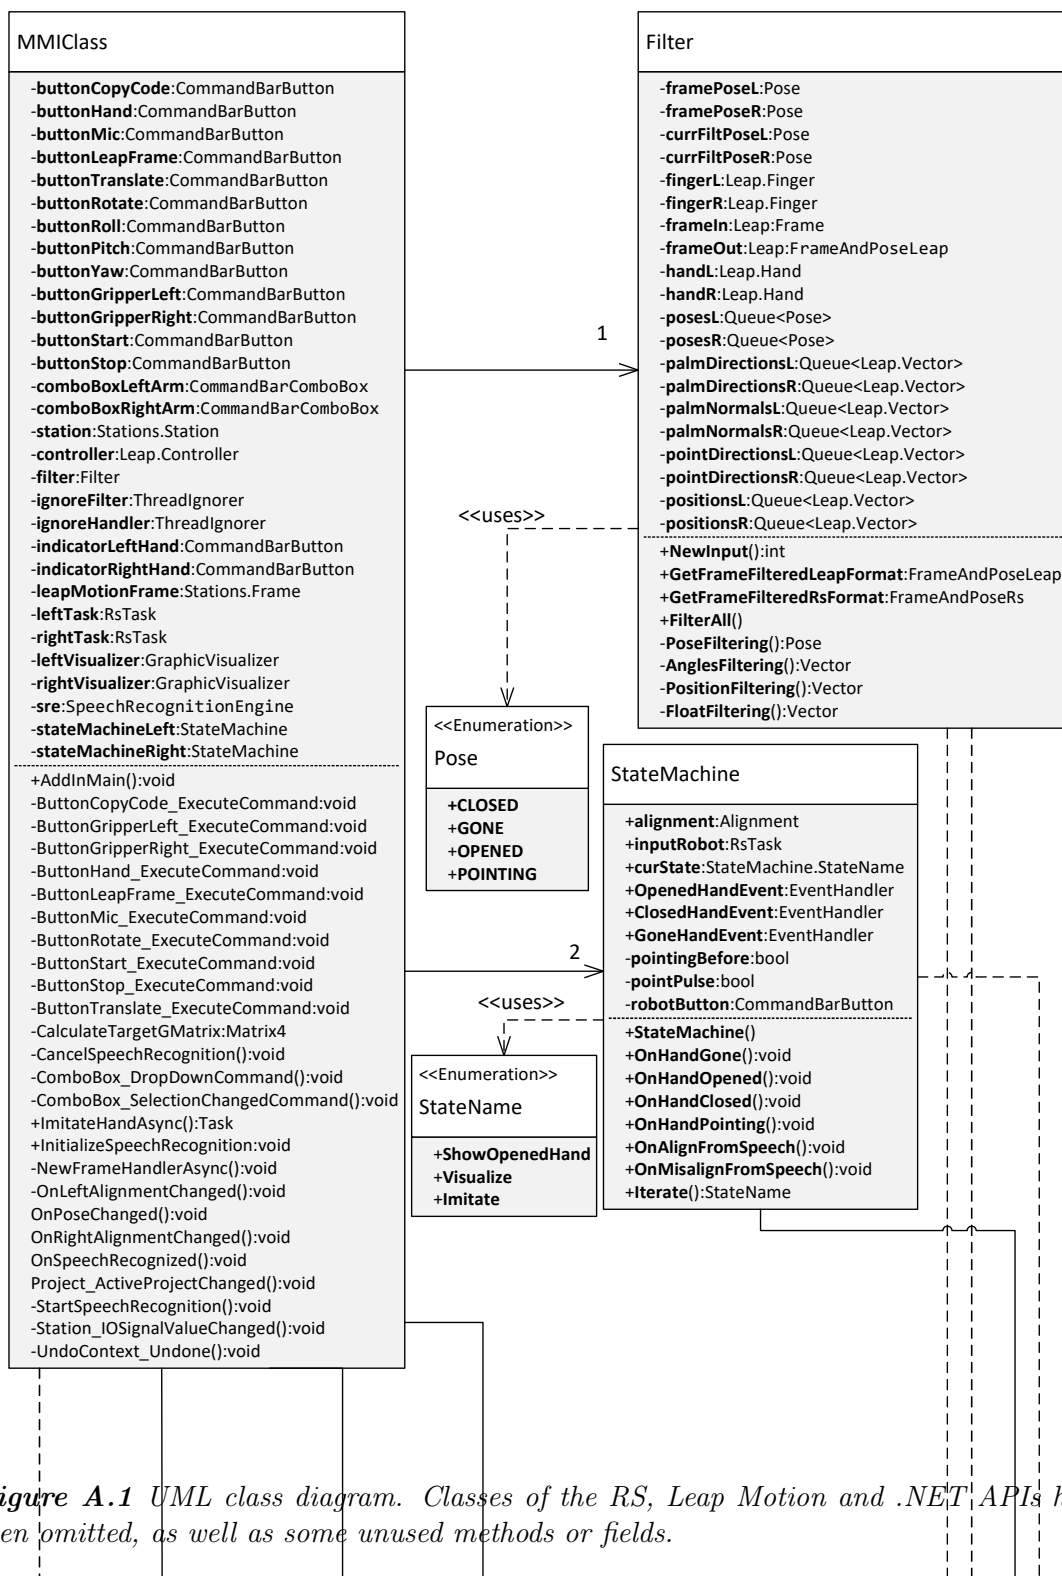 MMIClass
-buttonCopyCode:CommandBarButton
-buttonHand:CommandBarButton
-buttonMic:CommandBarButton
-buttonLeapFrame:CommandBarButton
-buttonTranslate:CommandBarButton
-buttonRotate:CommandBarButton
-buttonRoll:CommandBarButton
-buttonPitch:CommandBarButton
-buttonYaw:CommandBarButton
-buttonGripperLeft:CommandBarButton
-buttonGripperRight:CommandBarButton
-buttonStart:CommandBarButton
-buttonStop:CommandBarButton
-comboBoxLeftArm:CommandBarComboBox
-comboBoxRightArm:CommandBarComboBox
-station:Stations.Station
-controller:Leap.Controller
-filter:Filter
-ignoreFilter:ThreadIgnorer
-ignoreHandler:ThreadIgnorer
-indicatorLeftHand:CommandBarButton
-indicatorRightHand:CommandBarButton
-leapMotionFrame:Stations.Frame
-leftTask:RsTask
-rightTask:RsTask
-leftVisualizer:GraphicVisualizer
-rightVisualizer:GraphicVisualizer
-sre:SpeechRecognitionEngine
-stateMachineLeft:StateMachine
-stateMachineRight:StateMachine
+AddInMain():void
-ButtonCopyCode_ExecuteCommand:void
-ButtonGripperLeft_ExecuteCommand:void
-ButtonGripperRight_ExecuteCommand:void
-ButtonHand_ExecuteCommand:void
-ButtonLeapFrame_ExecuteCommand:void
-ButtonMic_ExecuteCommand:void
-ButtonRotate_ExecuteCommand:void
-ButtonStart_ExecuteCommand:void
-ButtonStop_ExecuteCommand:void
-ButtonTranslate_ExecuteCommand:void
-CalculateTargetGMatrix:Matrix4
-CancelSpeechRecognition():void
-ComboBox_DropDownCommand():void
-ComboBox_SelectionChangedCommand():void
+ImitateHandAsync():Task
+InitializeSpeechRecognition:void
-NewFrameHandlerAsync():void
-OnLeftAlignmentChanged():void
OnPoseChanged():void
OnRightAlignmentChanged():void
OnSpeechRecognized():void
Project_ActiveProjectChanged():void
-StartSpeechRecognition():void
-Station_IOSignalValueChanged():void
-UndoContext_Undone():void
1
Filter
-framePoseL:Pose
-framePoseR:Pose
-currFiltPoseL:Pose
-currFiltPoseR:Pose
-fingerL:Leap.Finger
-fingerR:Leap.Finger
-frameIn:Leap:Frame
-frameOut:Leap:FrameAndPoseLeap
-handL:Leap.Hand
-handR:Leap.Hand
-posesL:Queue<Pose>
-posesR:Queue<Pose>
-palmDirectionsL:Queue<Leap.Vector>
-palmDirectionsR:Queue<Leap.Vector>
-palmNormalsL:Queue<Leap.Vector>
-palmNormalsR:Queue<Leap.Vector>
-pointDirectionsL:Queue<Leap.Vector>
-pointDirectionsR:Queue<Leap.Vector>
-positionsL:Queue<Leap.Vector>
-positionsR:Queue<Leap.Vector>
+NewInput():int
+GetFrameFilteredLeapFormat:FrameAndPoseLeap
+GetFrameFilteredRsFormat:FrameAndPoseRs
+FilterAll()
-PoseFiltering():Pose
-AnglesFiltering():Vector
-PositionFiltering():Vector
-FloatFiltering():Vector
<<uses>>
<<Enumeration>>
Pose
+CLOSED
+GONE
+OPENED
+POINTING
2
StateMachine
+alignment:Alignment
+inputRobot:RsTask
+curState:StateMachine.StateName
+OpenedHandEvent:EventHandler
+ClosedHandEvent:EventHandler
+GoneHandEvent:EventHandler
-pointingBefore:bool
-pointPulse:bool
-robotButton:CommandBarButton
+StateMachine()
+OnHandGone():void
+OnHandOpened():void
+OnHandClosed():void
+OnHandPointing():void
+OnAlignFromSpeech():void
+OnMisalignFromSpeech():void
+Iterate():StateName
<<uses>>
<<Enumeration>>
StateName
+ShowOpenedHand
+Visualize
+Imitate
igure A.1 UML class diagram. Classes of the RS, Leap Motion and .NET APIs h
en omitted, as well as some unused methods or fields.